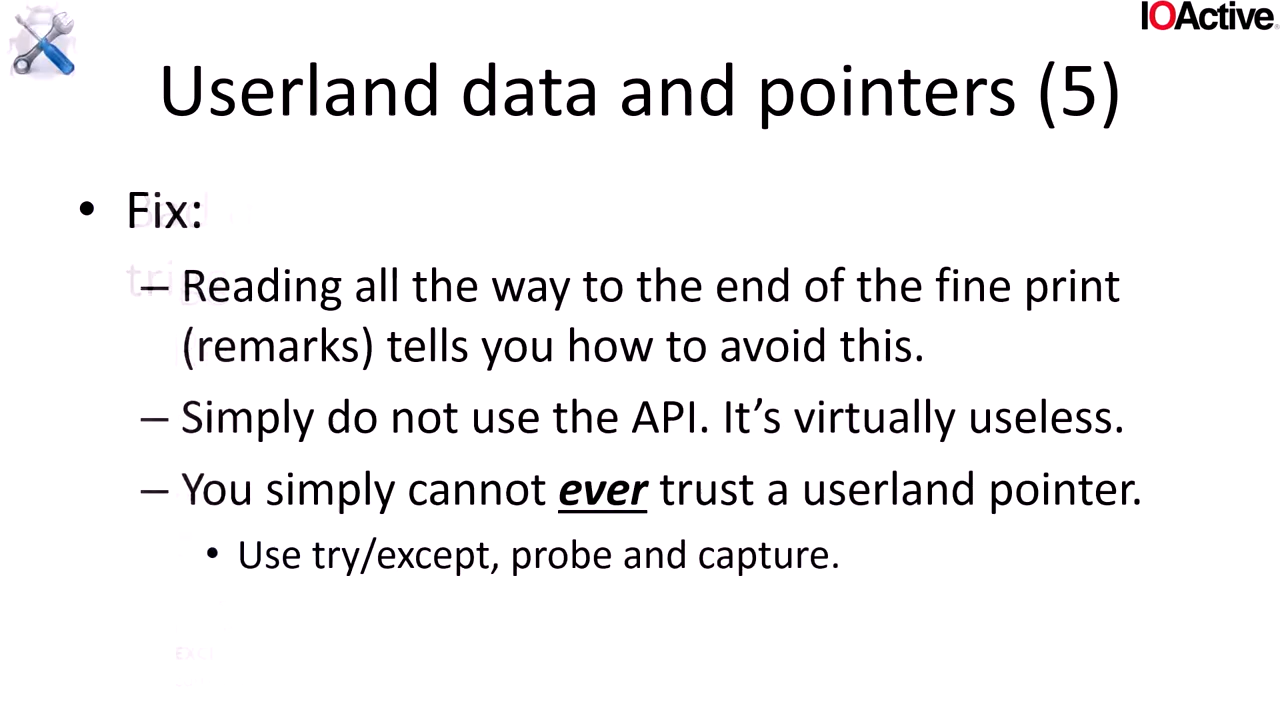 IOActive
Userland data and pointers (5)
• Fix:
– Reading all the way to the end of the fine print
(remarks) tells you how to avoid this.
– Simply do not use the API. It’s virtually useless.
– You simply cannot ever trust a userland pointer.
• Use try/except, probe and capture.